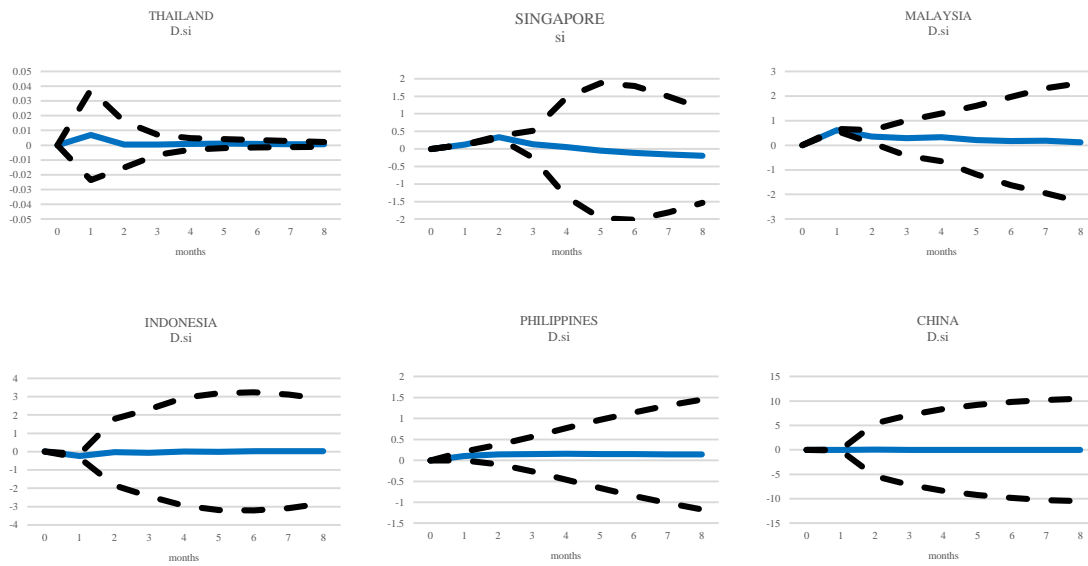 THAILAND
D.si
0.05
0.04
0.03
0.02
0.01
0
-0.01
-0.02
-0.03
-0.04
-0.05
0 1 2 3 4 5 6 7 8
months
SINGAPORE
si
2
1.5
1
0.5
0
-0.5
-1
-1.5
-2
0 1 2 3 4 5 6 7 8
months
MALAYSIA
D.si
3
2
1
0
-1
-2
-3
0 1 2 3 4 5 6 7 8
months
INDONESIA
D.si
4
3
2
1
0
-1
-2
-3
-4
0 1 2 3 4 5 6 7 8
months
PHILIPPINES
D.si
2
1.5
1
0.5
0
-0.5
-1
-1.5
0 1 2 3 4 5 6 7 8
months
CHINA
D.si
15
10
5
0
-5
-10
-15
0 1 2 3 4 5 6 7 8
months